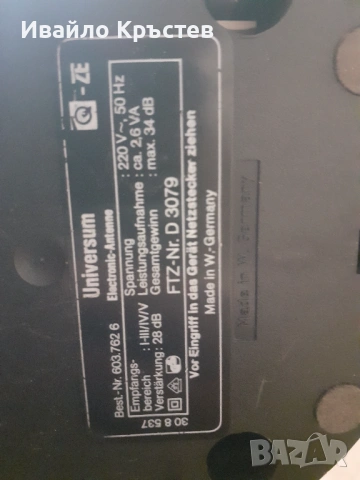 Ивайло Кръстев
Q -ZE
Universum
Electronic-Antenne
Best.-Nr. 603.762 6
Spannung : 220 V~, 50 Hz
Leistungsaufnahme : ca. 2,6 VA
Gesamtgewinn : max. 34 dB
Empfangs-
bereich : I-III/IV/V
Verstärkung: 28 dB
FTZ-Nr. D 3079
Vor Eingriff in das Gerät Netzstecker ziehen
Made in W.-Germany
30 8 537
Made in W. Germany
BAZAR